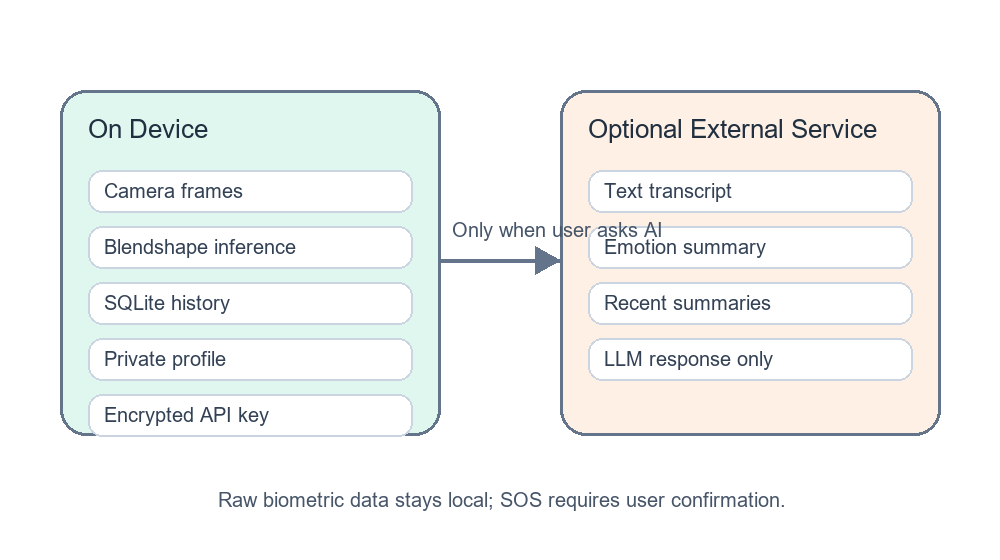 On Device
Camera frames
Blendshape inference
SQLite history
Private profile
Encrypted API key
Only when user asks AI
Optional External Service
Text transcript
Emotion summary
Recent summaries
LLM response only
Raw biometric data stays local; SOS requires user confirmation.